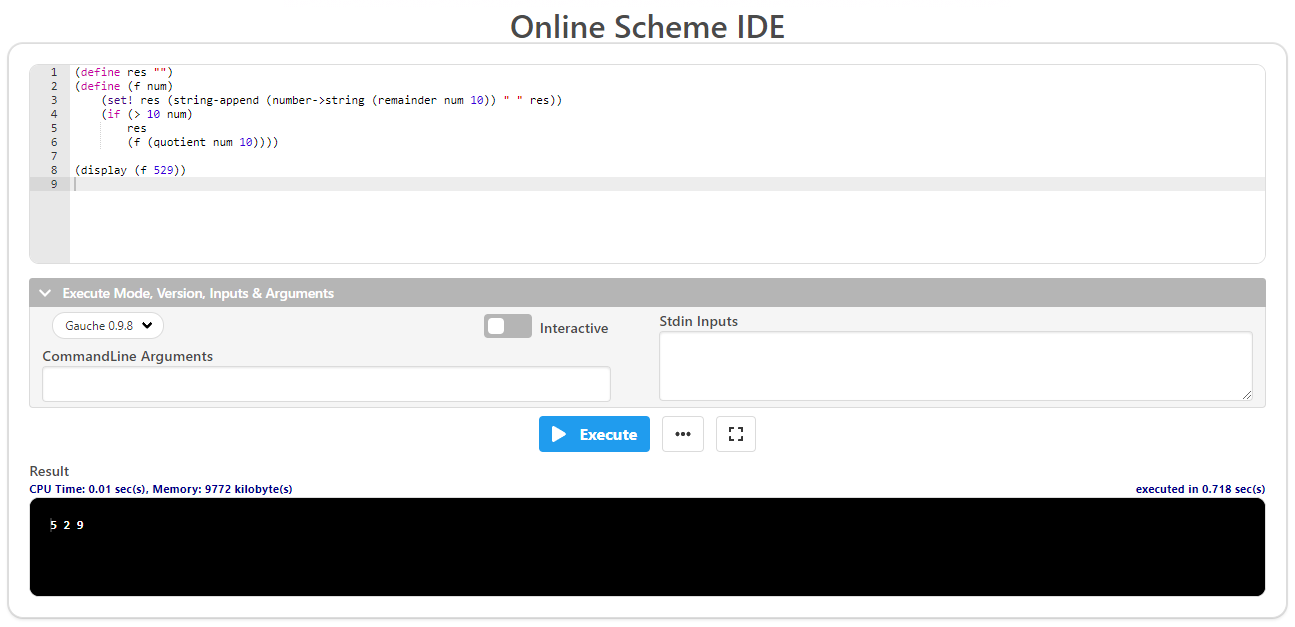 Online Scheme IDE
1 (define res "")
2 (define (f num)
3     (set! res (string-append (number->string (remainder num 10)) " " res))
4     (if (> 10 num)
5         res
6         (f (quotient num 10))))
7
8 (display (f 529))
9
Execute Mode, Version, Inputs & Arguments
Gauche 0.9.8
Interactive
Stdin Inputs
CommandLine Arguments
Execute
Result
CPU Time: 0.01 sec(s), Memory: 9772 kilobyte(s)
executed in 0.718 sec(s)
5 2 9